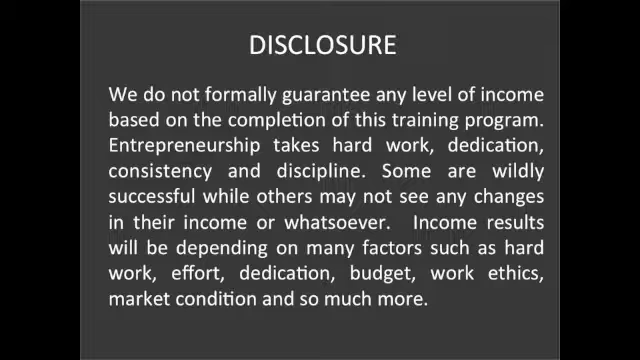 DISCLOSURE
We do not formally guarantee any level of income
based on the completion of this training program.
Entrepreneurship takes hard work, dedication,
consistency and discipline. Some are wildly
successful while others may not see any changes
in their income or whatsoever. Income results
will be depending on many factors such as hard
work, effort, dedication, budget, work ethics,
market condition and so much more.